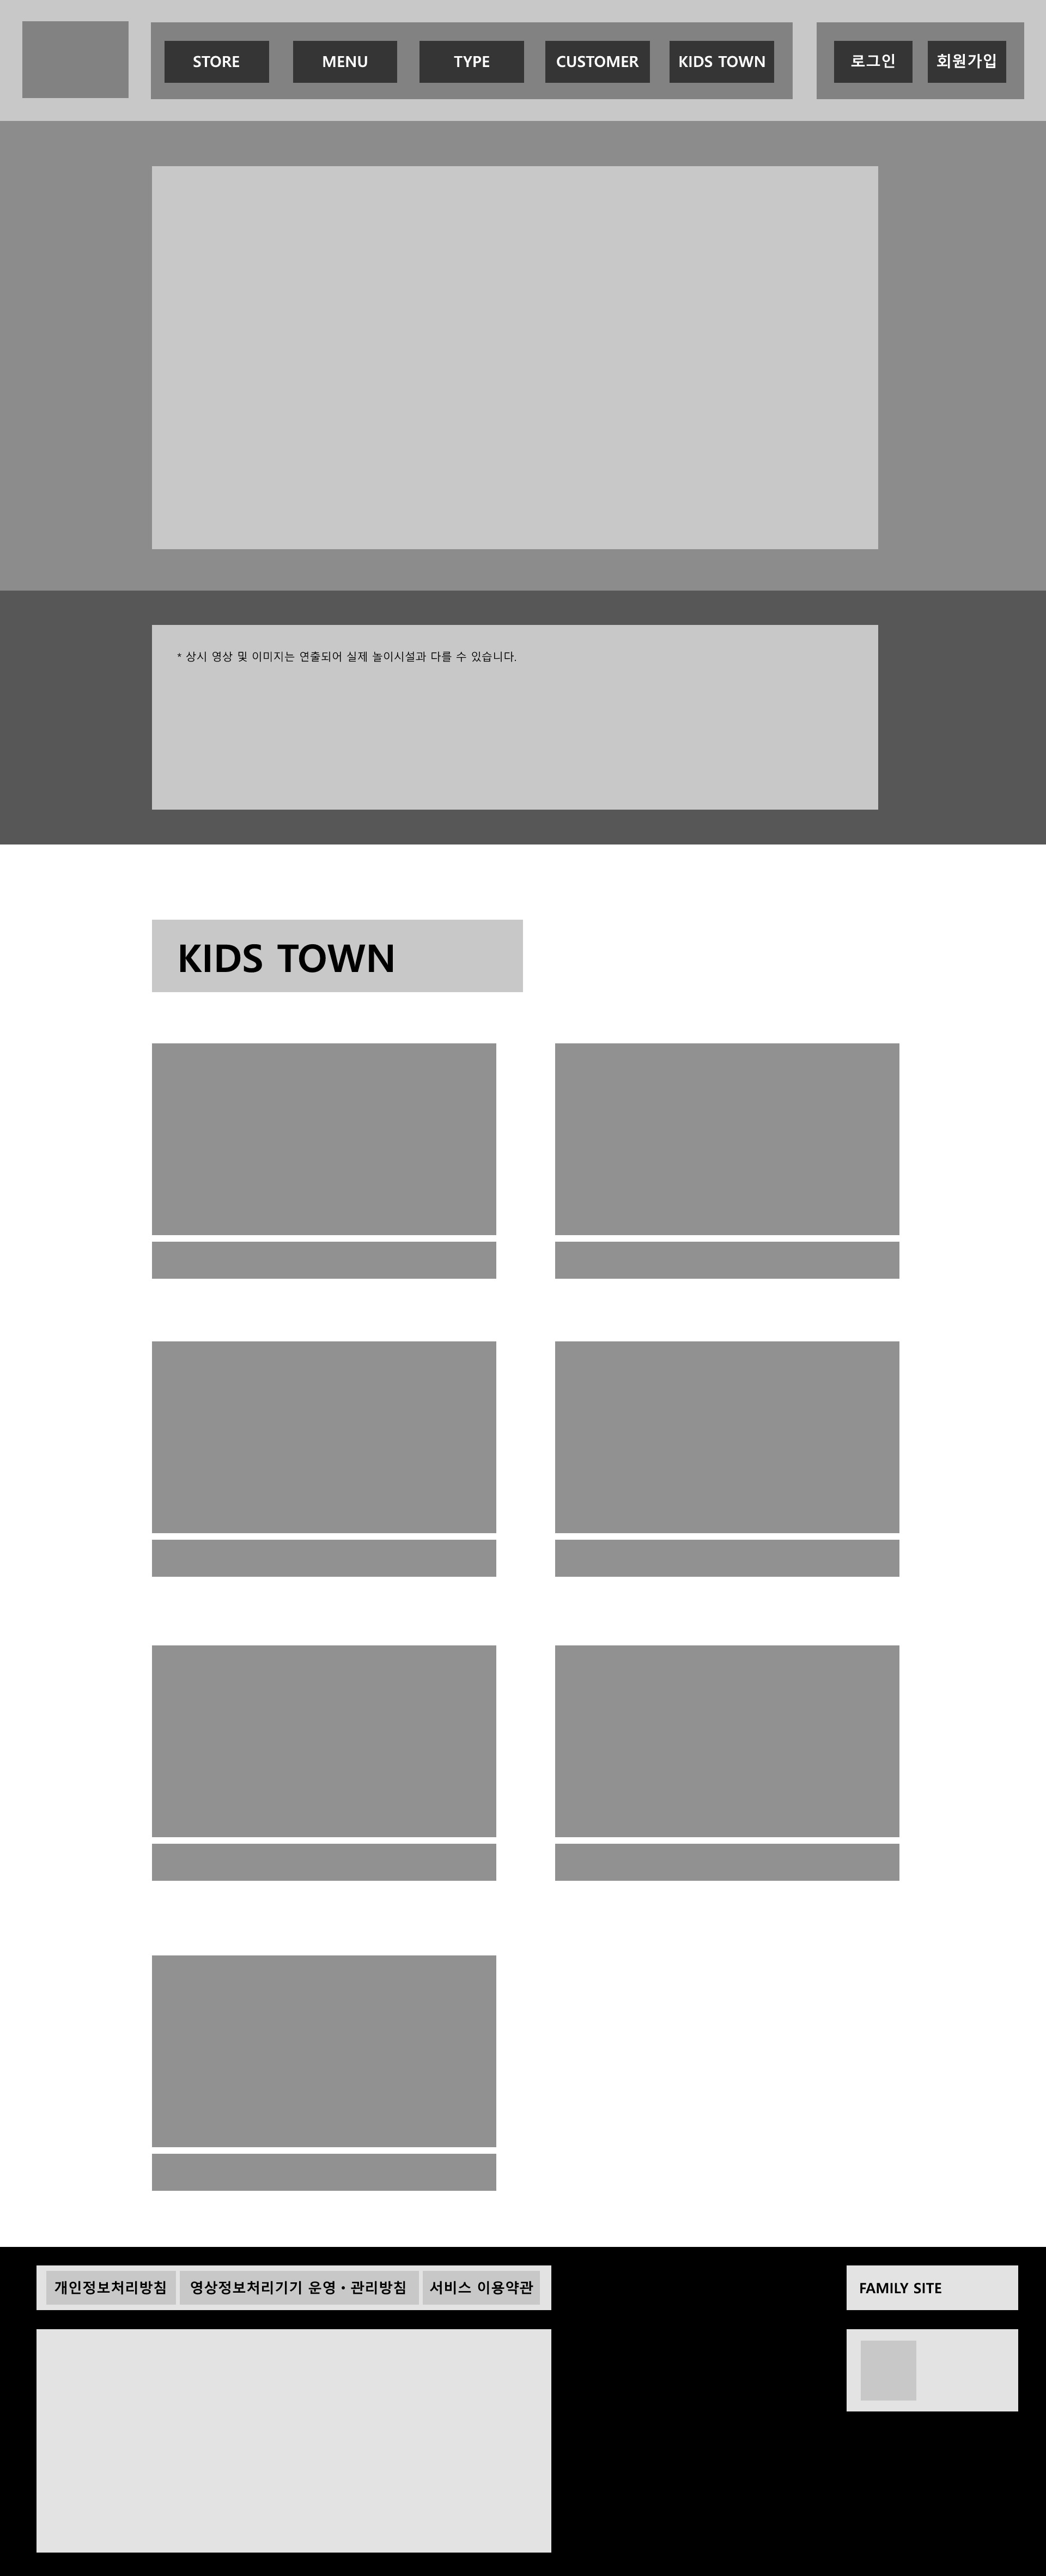 STORE MENU TYPE CUSTOMER KIDS TOWN 로그인 회원가입
* 상시 영상 및 이미지는 연출되어 실제 놀이시설과 다를 수 있습니다.
KIDS TOWN
개인정보처리방침 영상정보처리기기 운영·관리방침 서비스 이용약관 FAMILY SITE